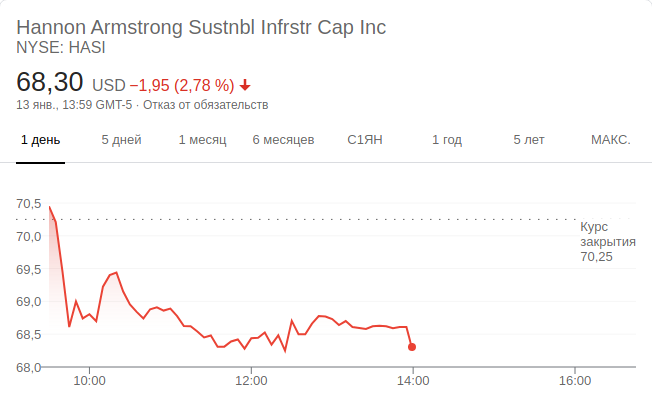 Hannon Armstrong Sustnbl Infrstr Cap Inc
NYSE: HASI
68,30 USD −1,95 (2,78 %)
13 янв., 13:59 GMT-5 · Отказ от обязательств
1 день 5 дней 1 месяц 6 месяцев С1ЯН 1 год 5 лет МАКС.
70,5
Курс
закрытия
70,25
70,0
69,5
69,0
68,5
68,0
10:00 12:00 14:00 16:00